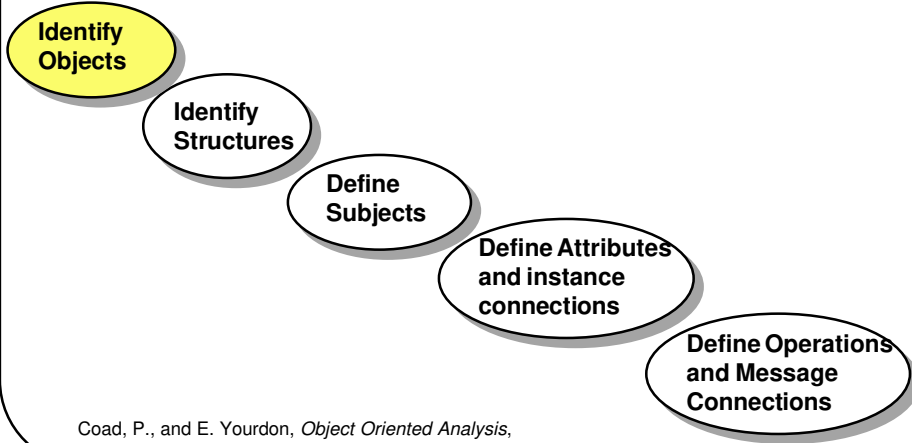 Identify
Objects
Identify
Structures
Define
Subjects
Define Attributes
and instance
connections
Define Operations
and Message
Connections
Coad, P., and E. Yourdon, Object Oriented Analysis,